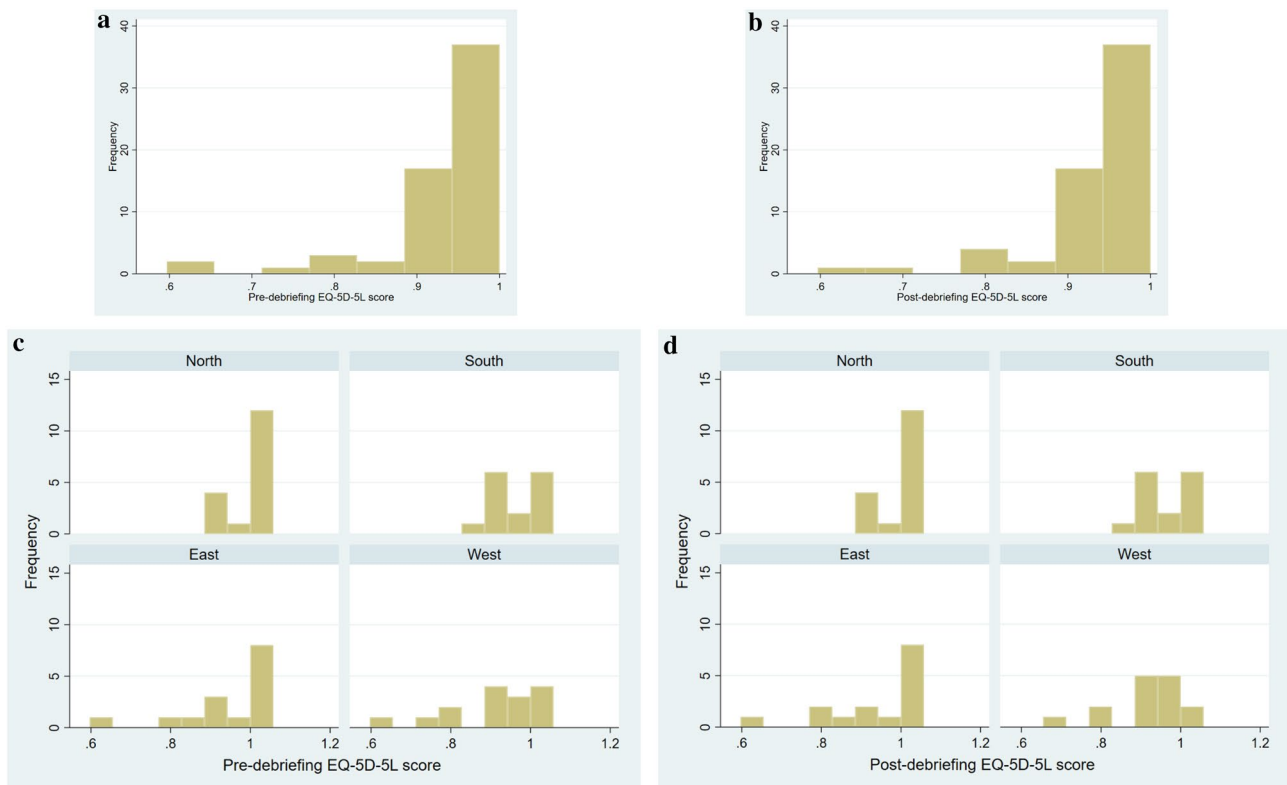 a
40
30
20
10
0
Frequency
.6 .7 .8 .9 1
Pre-debriefing EQ-5D-5L score
b
40
30
20
10
0
Frequency
.6 .7 .8 .9 1
Post-debriefing EQ-5D-5L score
c
North South
15
10
5
0
East West
15
10
5
0
Frequency
.6 .8 1 1.2 .6 .8 1 1.2
Pre-debriefing EQ-5D-5L score
d
North South
15
10
5
0
East West
15
10
5
0
Frequency
.6 .8 1 1.2 .6 .8 1 1.2
Post-debriefing EQ-5D-5L score